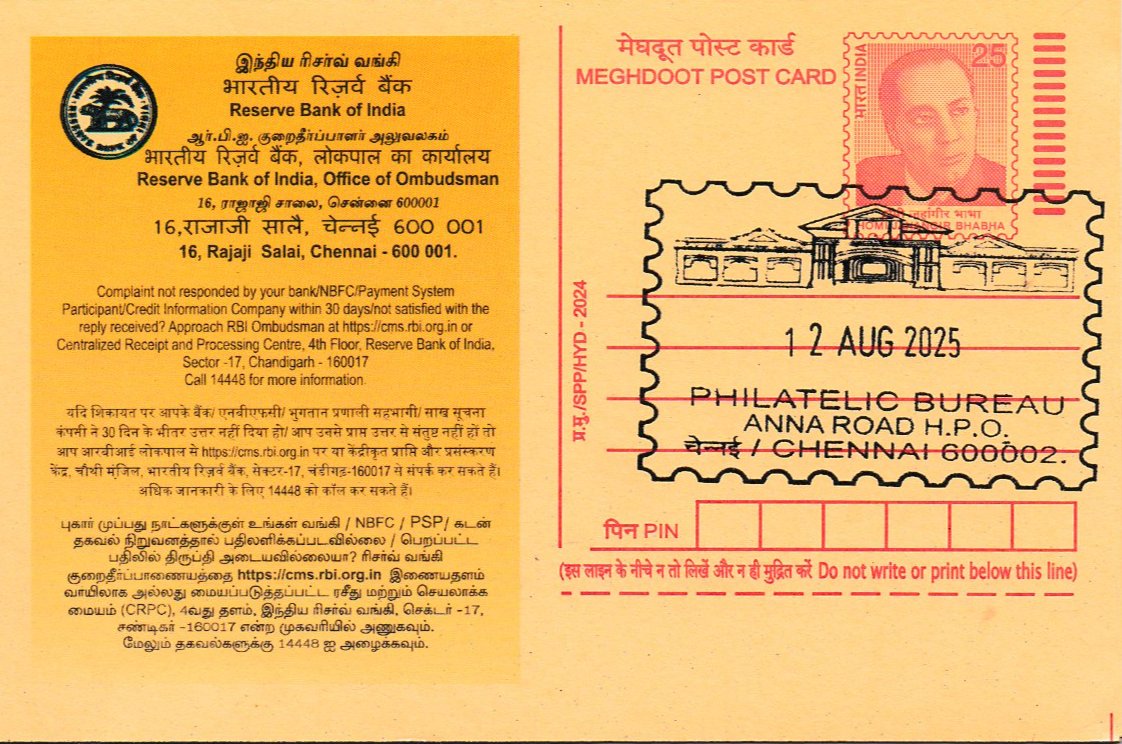 இந்திய ரிசர்வ் வங்கி
भारतीय रिज़र्व बैंक
Reserve Bank of India
ஆர்.பி.ஐ. குறைதீர்ப்பாளர் அலுவலகம்
भारतीय रिज़र्व बैंक, लोकपाल का कार्यालय
Reserve Bank of India, Office of Ombudsman
16, ராஜாஜி சாலை, சென்னை 600001
16,राजाजी सालै, चेन्नई 600 001
16, Rajaji Salai, Chennai - 600 001.
Complaint not responded by your bank/NBFC/Payment System
Participant/Credit Information Company within 30 days/not satisfied with the
reply received? Approach RBI Ombudsman at https://cms.rbi.org.in or
Centralized Receipt and Processing Centre, 4th Floor, Reserve Bank of India,
Sector -17, Chandigarh - 160017
Call 14448 for more information.
यदि शिकायत पर आपके बैंक/ एनबीएफसी/ भुगतान प्रणाली सहभागी/ साख सूचना
कंपनी ने 30 दिन के भीतर उत्तर नहीं दिया हो/ आप उनसे प्राप्त उत्तर से संतुष्ट नहीं हों तो
आप आरबीआई लोकपाल से https://cms.rbi.org.in पर या केंद्रीकृत प्राप्ति और प्रसंस्करण
केंद्र, चौथी मंजिल, भारतीय रिज़र्व बैंक, सेक्टर-17, चंडीगढ़-160017 से संपर्क कर सकते हैं।
अधिक जानकारी के लिए 14448 को कॉल कर सकते हैं।
புகார் முப்பது நாட்களுக்குள் உங்கள் வங்கி / NBFC / PSP/ கடன்
தகவல் நிறுவனத்தால் பதிலளிக்கப்படவில்லை / பெறப்பட்ட
பதிலில் திருப்தி அடையவில்லையா? ரிசர்வ் வங்கி
குறைதீர்ப்பாணையத்தை https://cms.rbi.org.in இணையதளம்
வாயிலாக அல்லது மையப்படுத்தப்பட்ட ரசீது மற்றும் செயலாக்க
மையம் (CRPC), 4வது தளம், இந்திய ரிசர்வ் வங்கி, செக்டர் -17,
சண்டிகர் -160017 என்ற முகவரியில் அணுகவும்.
மேலும் தகவல்களுக்கு 14448 ஐ அழைக்கவும்.
मेघदूत पोस्ट कार्ड
MEGHDOOT POST CARD
भारत INDIA
25
जहांगीर भाभा
HOMI JEHANGIR BHABHA
प्र.मु./SPP/HYD - 2024
12 AUG 2025
PHILATELIC BUREAU
ANNA ROAD H.P.O.
चेन्नई / CHENNAI 600002.
पिन PIN
(इस लाइन के नीचे न तो लिखें और न ही मुद्रित करें Do not write or print below this line)